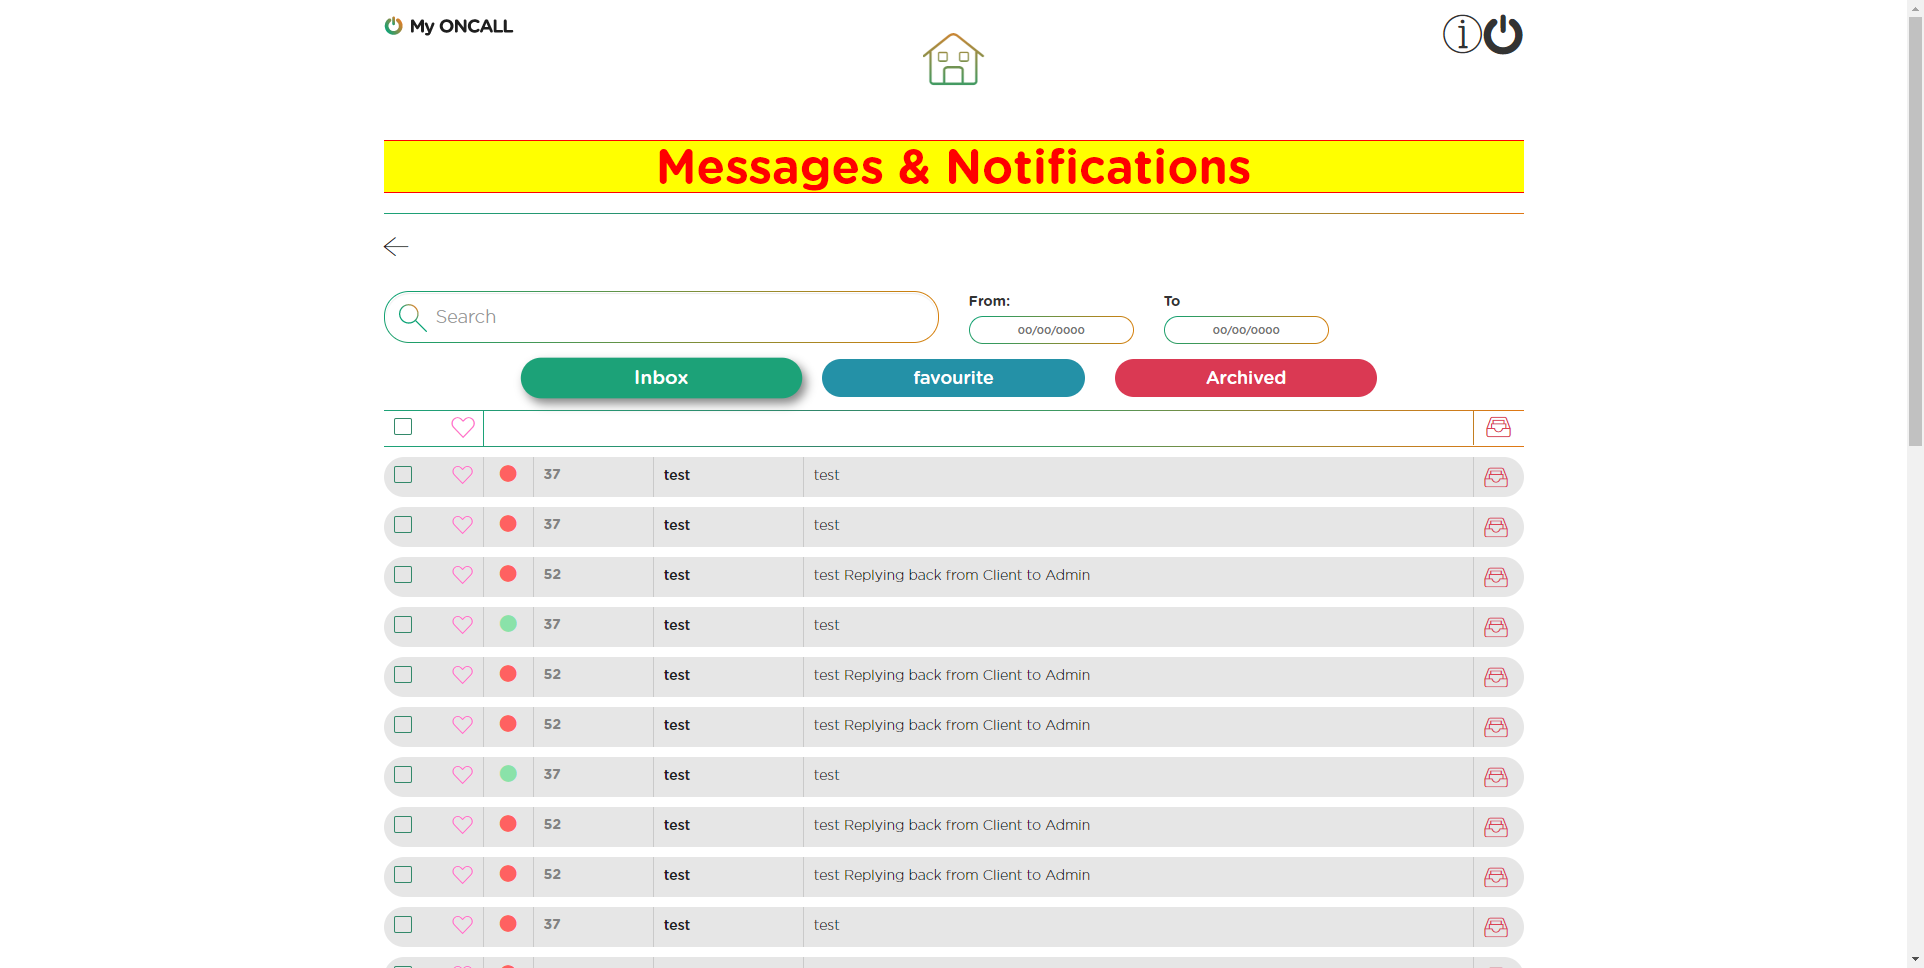 My ONCALL
Messages & Notifications
Search
From:
00/00/0000
To
00/00/0000
Inbox
favourite
Archived
37 test test
37 test test
52 test test Replying back from Client to Admin
37 test test
52 test test Replying back from Client to Admin
52 test test Replying back from Client to Admin
37 test test
52 test test Replying back from Client to Admin
52 test test Replying back from Client to Admin
37 test test